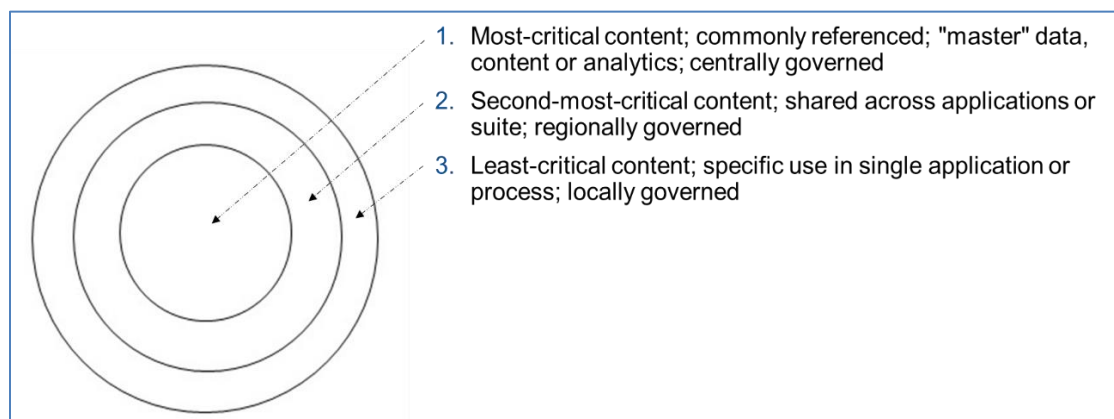 1. Most-critical content; commonly referenced; "master" data,
content or analytics; centrally governed
2. Second-most-critical content; shared across applications or
suite; regionally governed
3. Least-critical content; specific use in single application or
process; locally governed